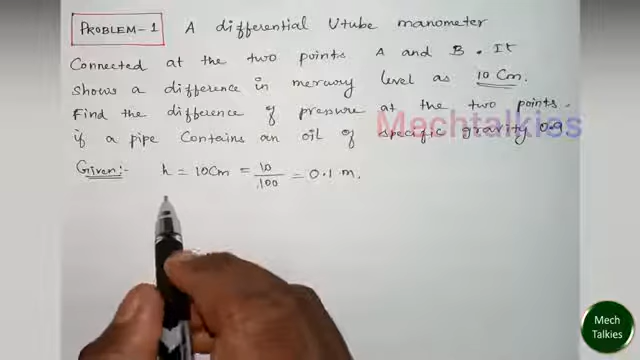 PROBLEM-1 A differential Utube manometer
Connected at the two points A and B. It
Shows a difference in mercury level as 10 Cm.
Find the difference of pressure at the two points.
if a pipe Contains an oil of specific gravity 0.9
Mechtalkies
Given:- h = 10Cm = 10/100 = 0.1 m.
Mech
Talkies